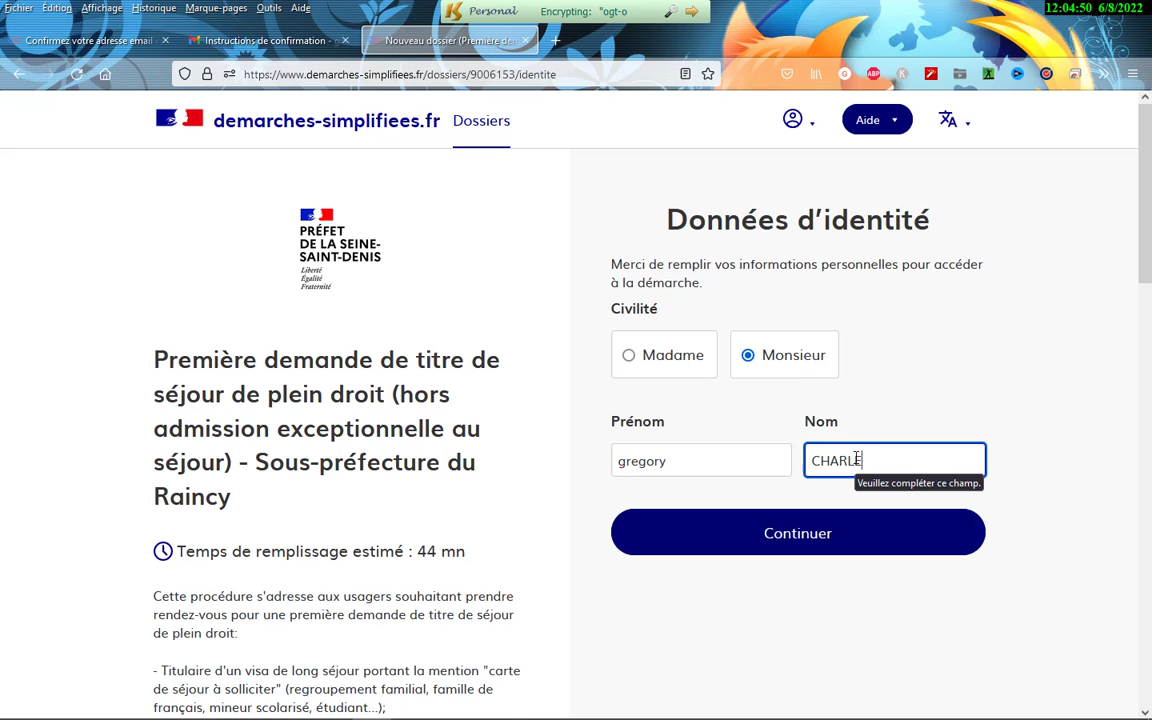 Fichier Édition Affichage Historique Marque-pages Outils Aide
Personal
Encrypting: "ogt-o
12:04:50 6/8/2022
Confirmez votre adresse email
Instructions de confirmation -
Nouveau dossier (Première den
https://www.demarches-simplifiees.fr/dossiers/9006153/identite
ABP
demarches-simplifiees.fr
Dossiers
Aide
PRÉFET
DE LA SEINE-
SAINT-DENIS
Liberté
Égalité
Fraternité
Première demande de titre de
séjour de plein droit (hors
admission exceptionnelle au
séjour) - Sous-préfecture du
Raincy
Temps de remplissage estimé : 44 mn
Cette procédure s'adresse aux usagers souhaitant prendre
rendez-vous pour une première demande de titre de séjour
de plein droit:
- Titulaire d'un visa de long séjour portant la mention "carte
de séjour à solliciter" (regroupement familial, famille de
français, mineur scolarisé, étudiant...);
Données d'identité
Merci de remplir vos informations personnelles pour accéder
à la démarche.
Civilité
Madame
Monsieur
Prénom
Nom
gregory
CHARLE
Veuillez compléter ce champ.
Continuer